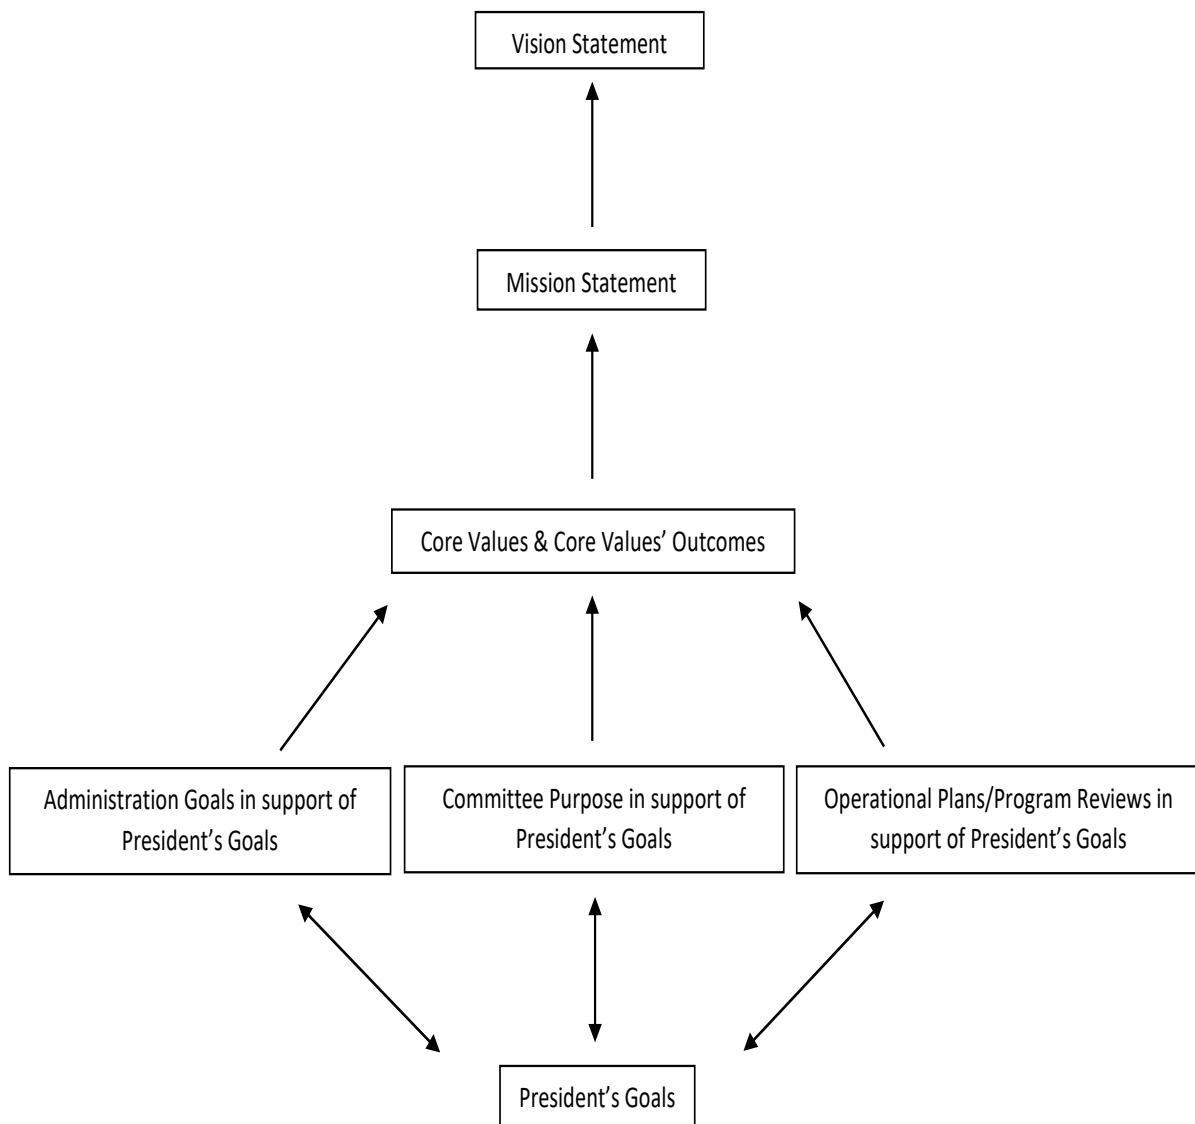 Vision Statement
Mission Statement
Core Values & Core Values’ Outcomes
Administration Goals in support of
President’s Goals
Committee Purpose in support of
President’s Goals
Operational Plans/Program Reviews in
support of President’s Goals
President’s Goals